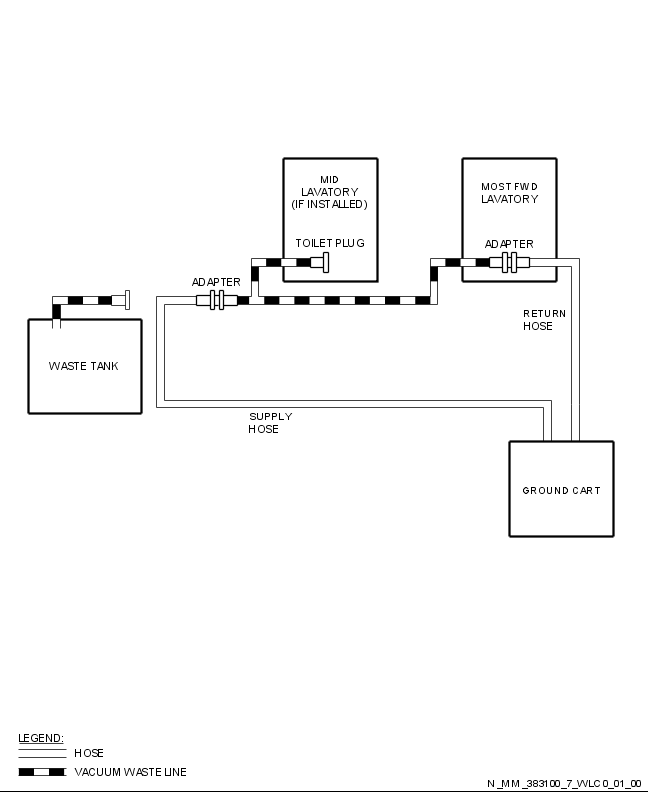 MID
LAVATORY
(IF INSTALLED)
TOILET PLUG
MOST FWD
LAVATORY
ADAPTER
ADAPTER
WASTE TANK
RETURN
HOSE
SUPPLY
HOSE
GROUND CART
LEGEND:
HOSE
VACUUM WASTE LINE
N_MM_383100_7_WLC0_01_00